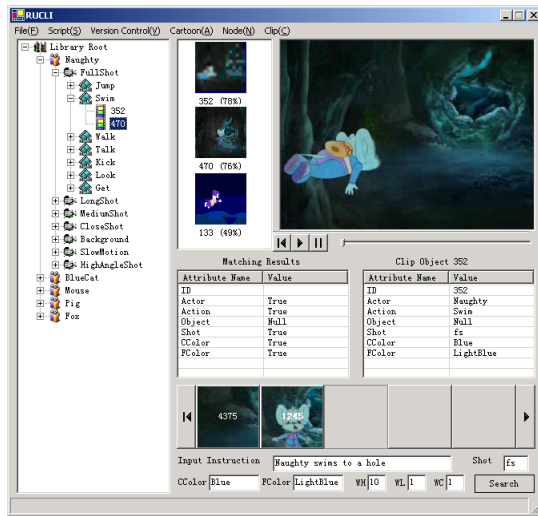 RUCLI
File(F) Script(S) Version Control(V) Cartoon(A) Node(N) Clip(C)
Library Root
Naughty
FullShot
Jump
Swim
352
470
Walk
Talk
Kick
Look
Get
LongShot
MediumShot
CloseShot
Background
SlowMotion
HighAngleShot
BlueCat
Mouse
Pig
Fox
352 (78%)
470 (76%)
133 (49%)
Matching Results
Attribute Name Value
ID
Actor True
Action True
Object Null
Shot True
CColor True
FColor True
Clip Object 352
Attribute Name Value
ID 352
Actor Naughty
Action Swim
Object Null
Shot fs
CColor Blue
FColor LightBlue
4375 1245
Input Instruction Naughty swims to a hole Shot fs
CColor Blue FColor LightBlue WH 10 WL 1 WC 1 Search